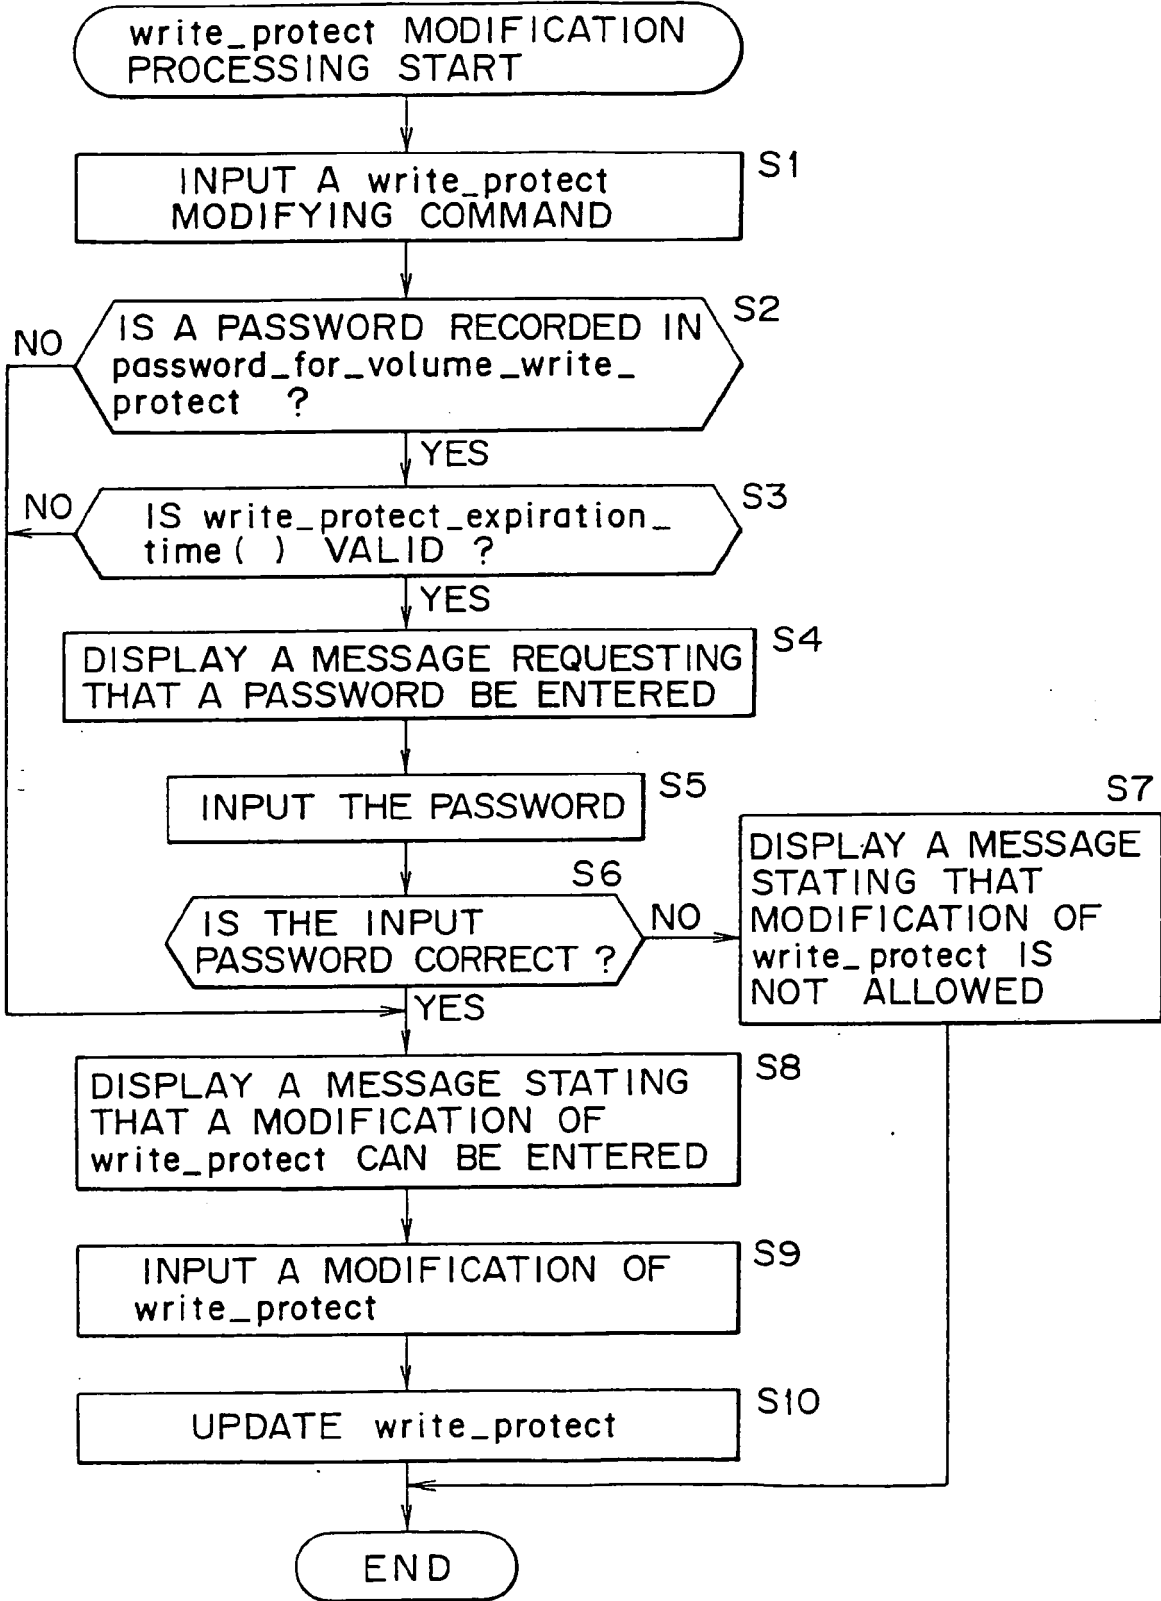 write_protect MODIFICATION
PROCESSING START
S1
INPUT A write_protect
MODIFYING COMMAND
S2
NO
IS A PASSWORD RECORDED IN
password_for_volume_write_
protect ?
YES
S3
NO
IS write_protect_expiration_
time( ) VALID ?
YES
S4
DISPLAY A MESSAGE REQUESTING
THAT A PASSWORD BE ENTERED
S5
INPUT THE PASSWORD
S6
IS THE INPUT
PASSWORD CORRECT ?
NO
S7
DISPLAY A MESSAGE
STATING THAT
MODIFICATION OF
write_protect IS
NOT ALLOWED
YES
S8
DISPLAY A MESSAGE STATING
THAT A MODIFICATION OF
write_protect CAN BE ENTERED
S9
INPUT A MODIFICATION OF
write_protect
S10
UPDATE write_protect
END